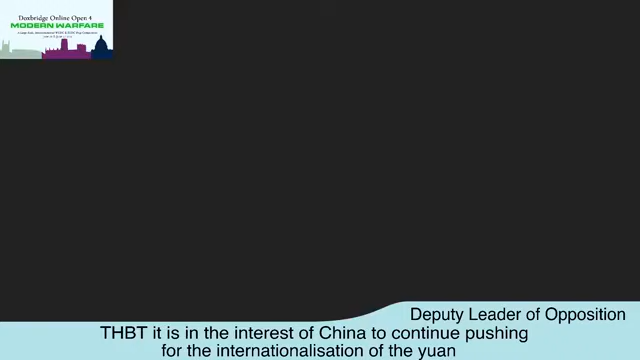 Doxbridge Online Open 4
MODERN WARFARE
Deputy Leader of Opposition
THBT it is in the interest of China to continue pushing
for the internationalisation of the yuan